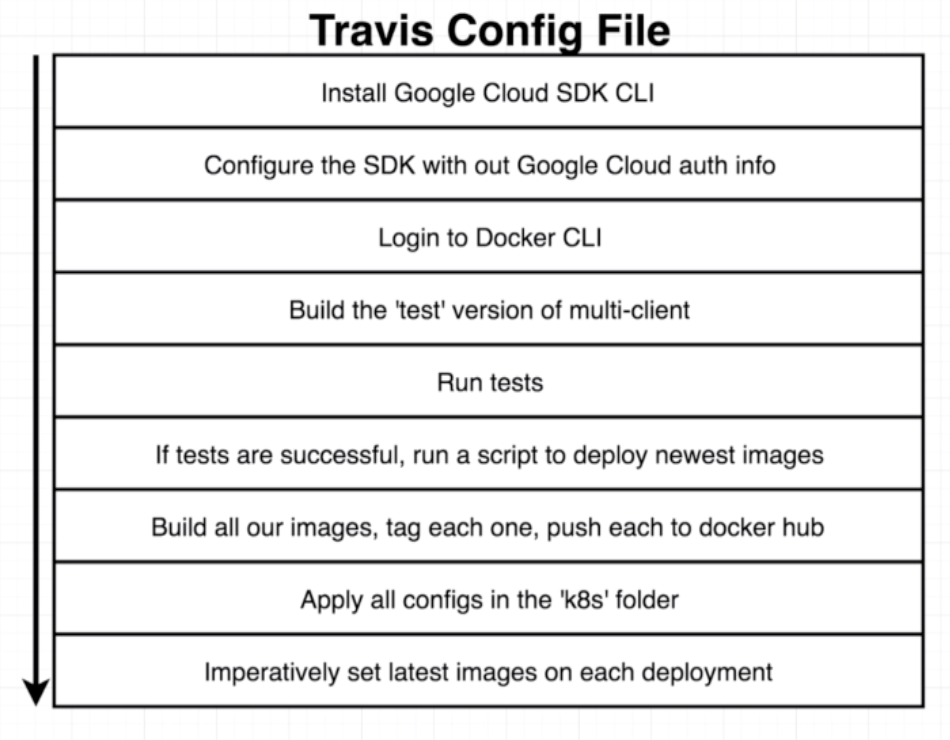 Travis Config File
Install Google Cloud SDK CLI
Configure the SDK with out Google Cloud auth info
Login to Docker CLI
Build the 'test' version of multi-client
Run tests
If tests are successful, run a script to deploy newest images
Build all our images, tag each one, push each to docker hub
Apply all configs in the 'k8s' folder
Imperatively set latest images on each deployment